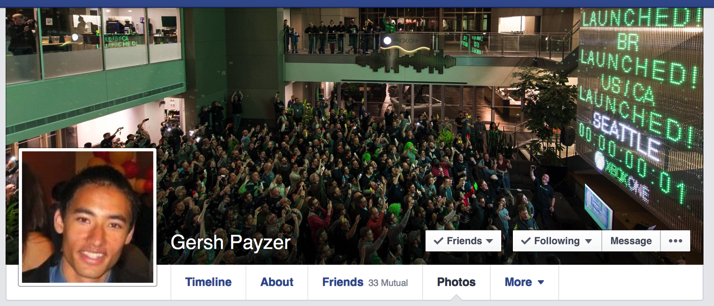 LAUNCHED!
BR
LAUNCHED!
US/CA
LAUNCHED!
SEATTLE
00:00:00:01
XBOX ONE
Gersh Payzer
Friends
Following
Message
Timeline
About
Friends 33 Mutual
Photos
More